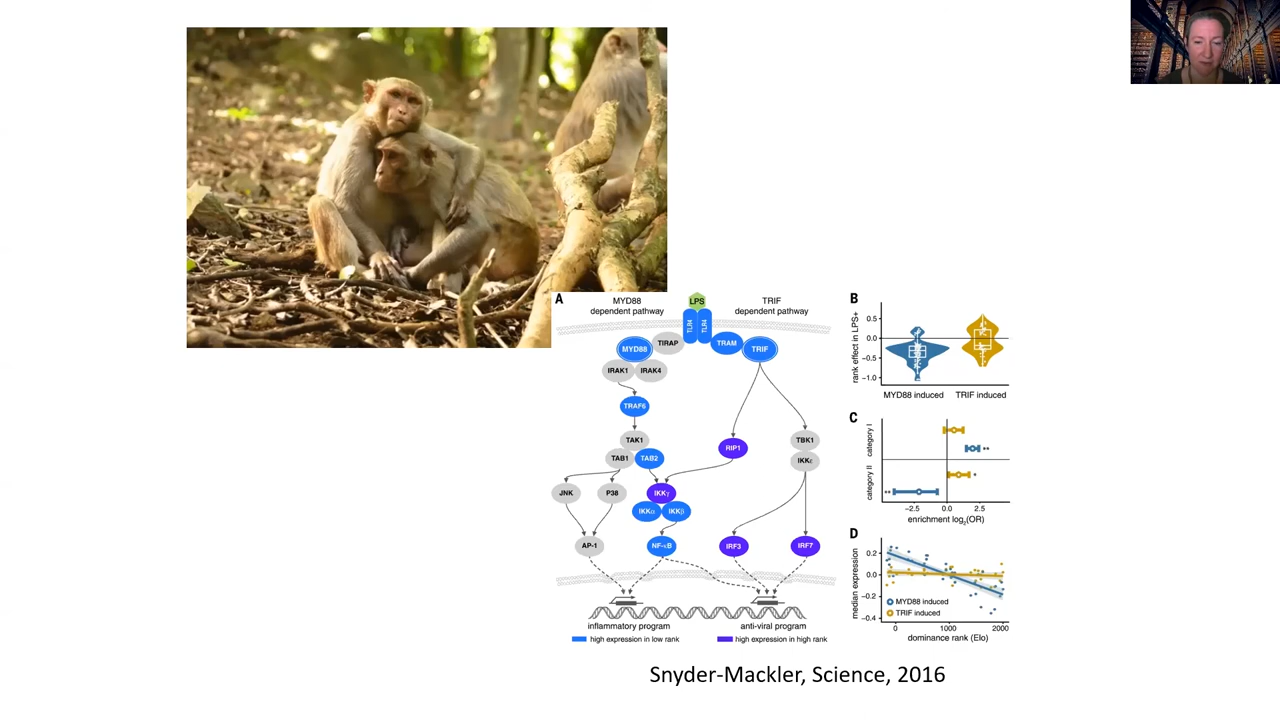 A
MYD88
dependent pathway
LPS
TRIF
dependent pathway
TLR4
TLR4
MYD88
TIRAP
TRAM
TRIF
IRAK1
IRAK4
TRAF6
TAK1
TAB1
TAB2
RIP1
TBK1
IKKε
JNK
P38
IKKγ
IKKα
IKKβ
AP-1
NF-κB
IRF3
IRF7
inflammatory program
anti-viral program
high expression in low rank
high expression in high rank
B
rank effect in LPS+
0.5
0.0
−0.5
−1.0
MYD88 induced
TRIF induced
C
category I
category II
**
*
**
−2.5
0.0
2.5
enrichment log2(OR)
D
median expression
0.2
0.0
−0.2
−0.4
MYD88 induced
TRIF induced
0
1000
2000
dominance rank (Elo)
Snyder-Mackler, Science, 2016